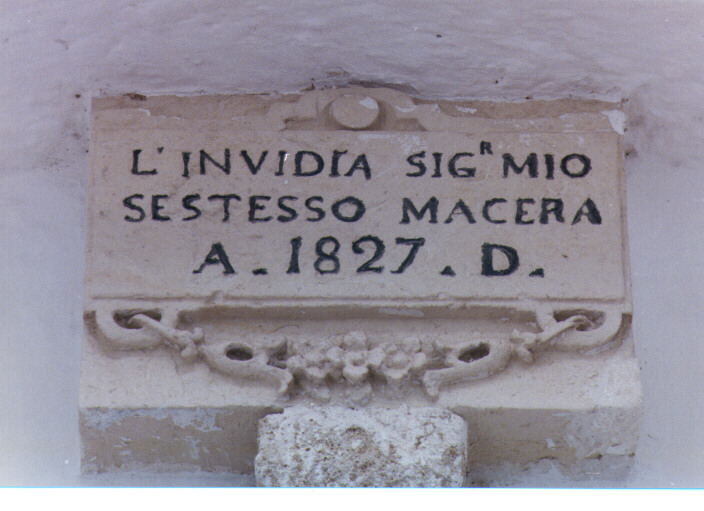 L'INVIDIA SIGR MIO
SESTESSO MACERA
A. 1827. D.